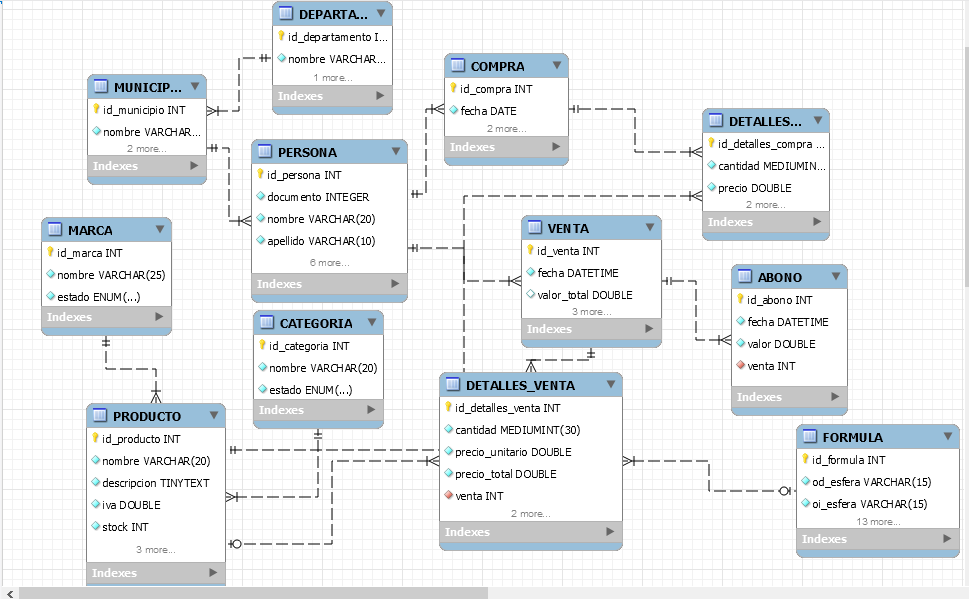 DEPARTA...
id_departamento I...
nombre VARCHAR...
1 more...
Indexes
MUNICIP...
id_municipio INT
nombre VARCHAR...
2 more...
Indexes
COMPRA
id_compra INT
fecha DATE
2 more...
Indexes
DETALLES...
id_detalles_compra ...
cantidad MEDIUMIN...
precio DOUBLE
2 more...
Indexes
PERSONA
id_persona INT
documento INTEGER
nombre VARCHAR(20)
apellido VARCHAR(10)
6 more...
Indexes
MARCA
id_marca INT
nombre VARCHAR(25)
estado ENUM(...)
Indexes
VENTA
id_venta INT
fecha DATETIME
valor_total DOUBLE
3 more...
Indexes
ABONO
id_abono INT
fecha DATETIME
valor DOUBLE
venta INT
Indexes
CATEGORIA
id_categoria INT
nombre VARCHAR(20)
estado ENUM(...)
Indexes
DETALLES_VENTA
id_detalles_venta INT
cantidad MEDIUMINT(30)
precio_unitario DOUBLE
precio_total DOUBLE
venta INT
2 more...
Indexes
PRODUCTO
id_producto INT
nombre VARCHAR(20)
descripcion TINYTEXT
iva DOUBLE
stock INT
3 more...
Indexes
FORMULA
id_formula INT
od_esfera VARCHAR(15)
oi_esfera VARCHAR(15)
13 more...
Indexes